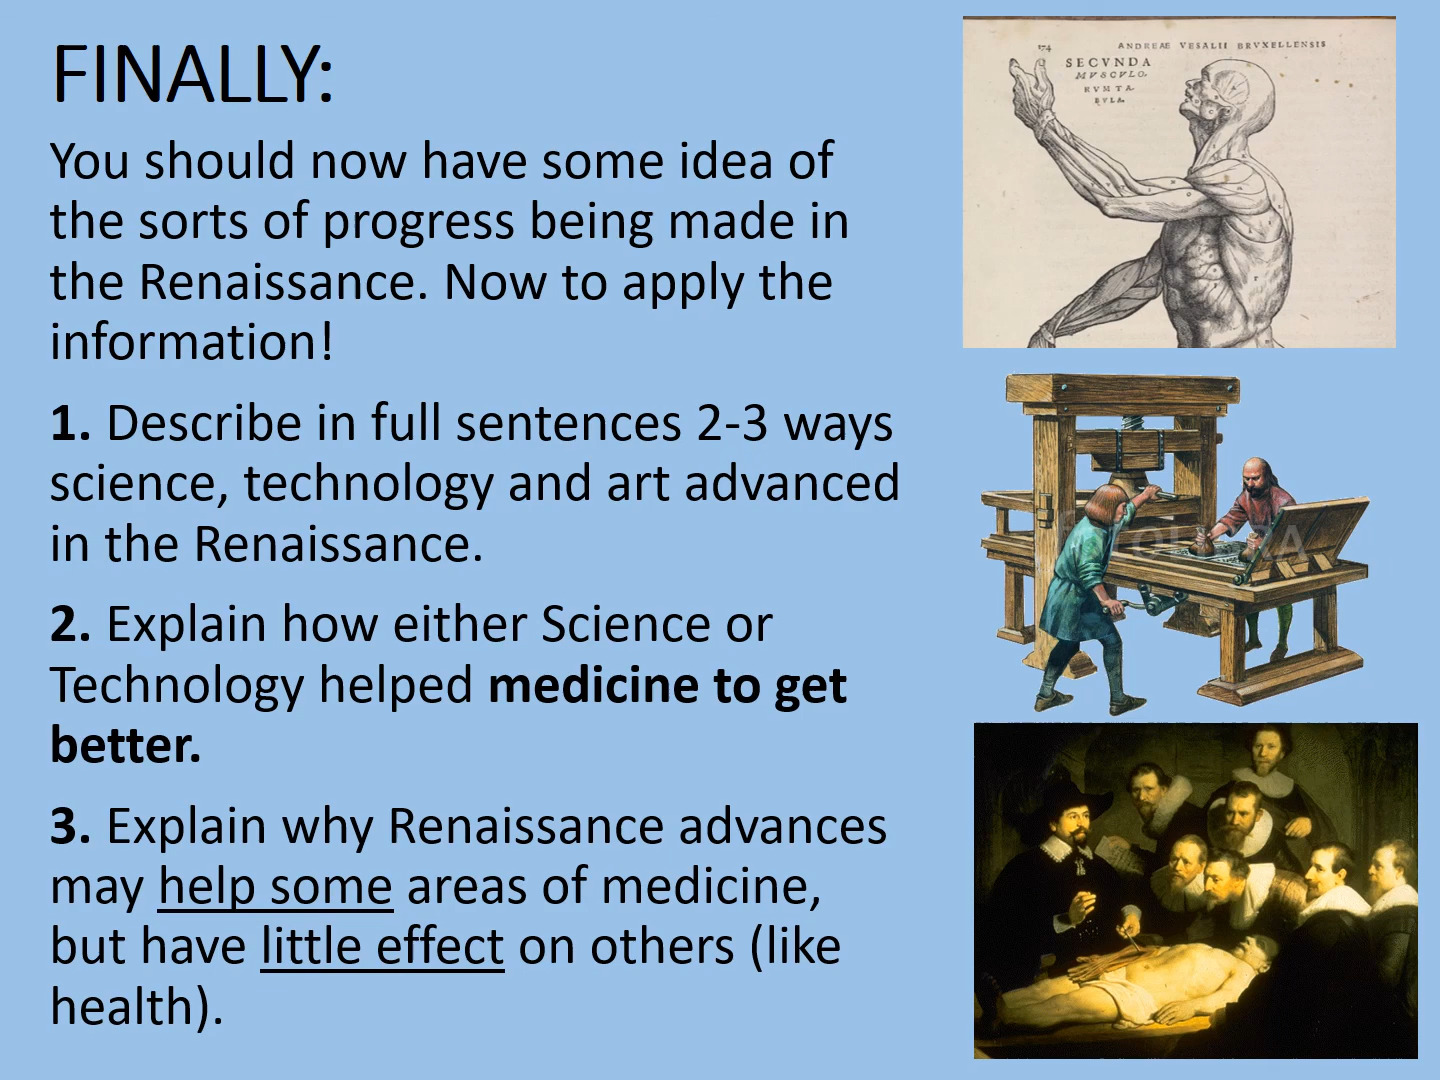 FINALLY:
You should now have some idea of
the sorts of progress being made in
the Renaissance. Now to apply the
information!
1. Describe in full sentences 2-3 ways
science, technology and art advanced
in the Renaissance.
2. Explain how either Science or
Technology helped medicine to get
better.
3. Explain why Renaissance advances
may help some areas of medicine,
but have little effect on others (like
health).
174
ANDREAE VESALII BRVXELLENSIS
SECVNDA
MVSCVLO-
RVM TA-
BVLA.